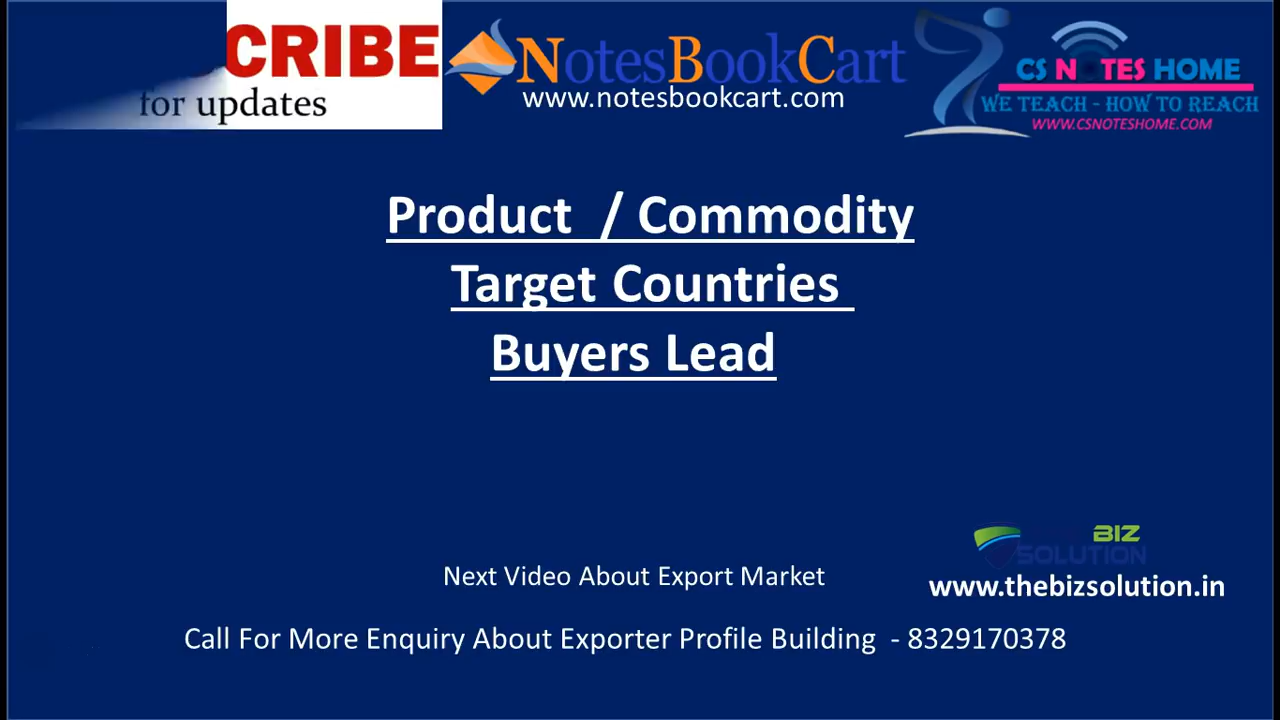 CRIBE
for updates
NotesBookCart
www.notesbookcart.com
CS NOTES HOME
WE TEACH - HOW TO REACH
WWW.CSNOTESHOME.COM
Product / Commodity
Target Countries
Buyers Lead
BIZ
SOLUTION
Next Video About Export Market
www.thebizsolution.in
Call For More Enquiry About Exporter Profile Building - 8329170378